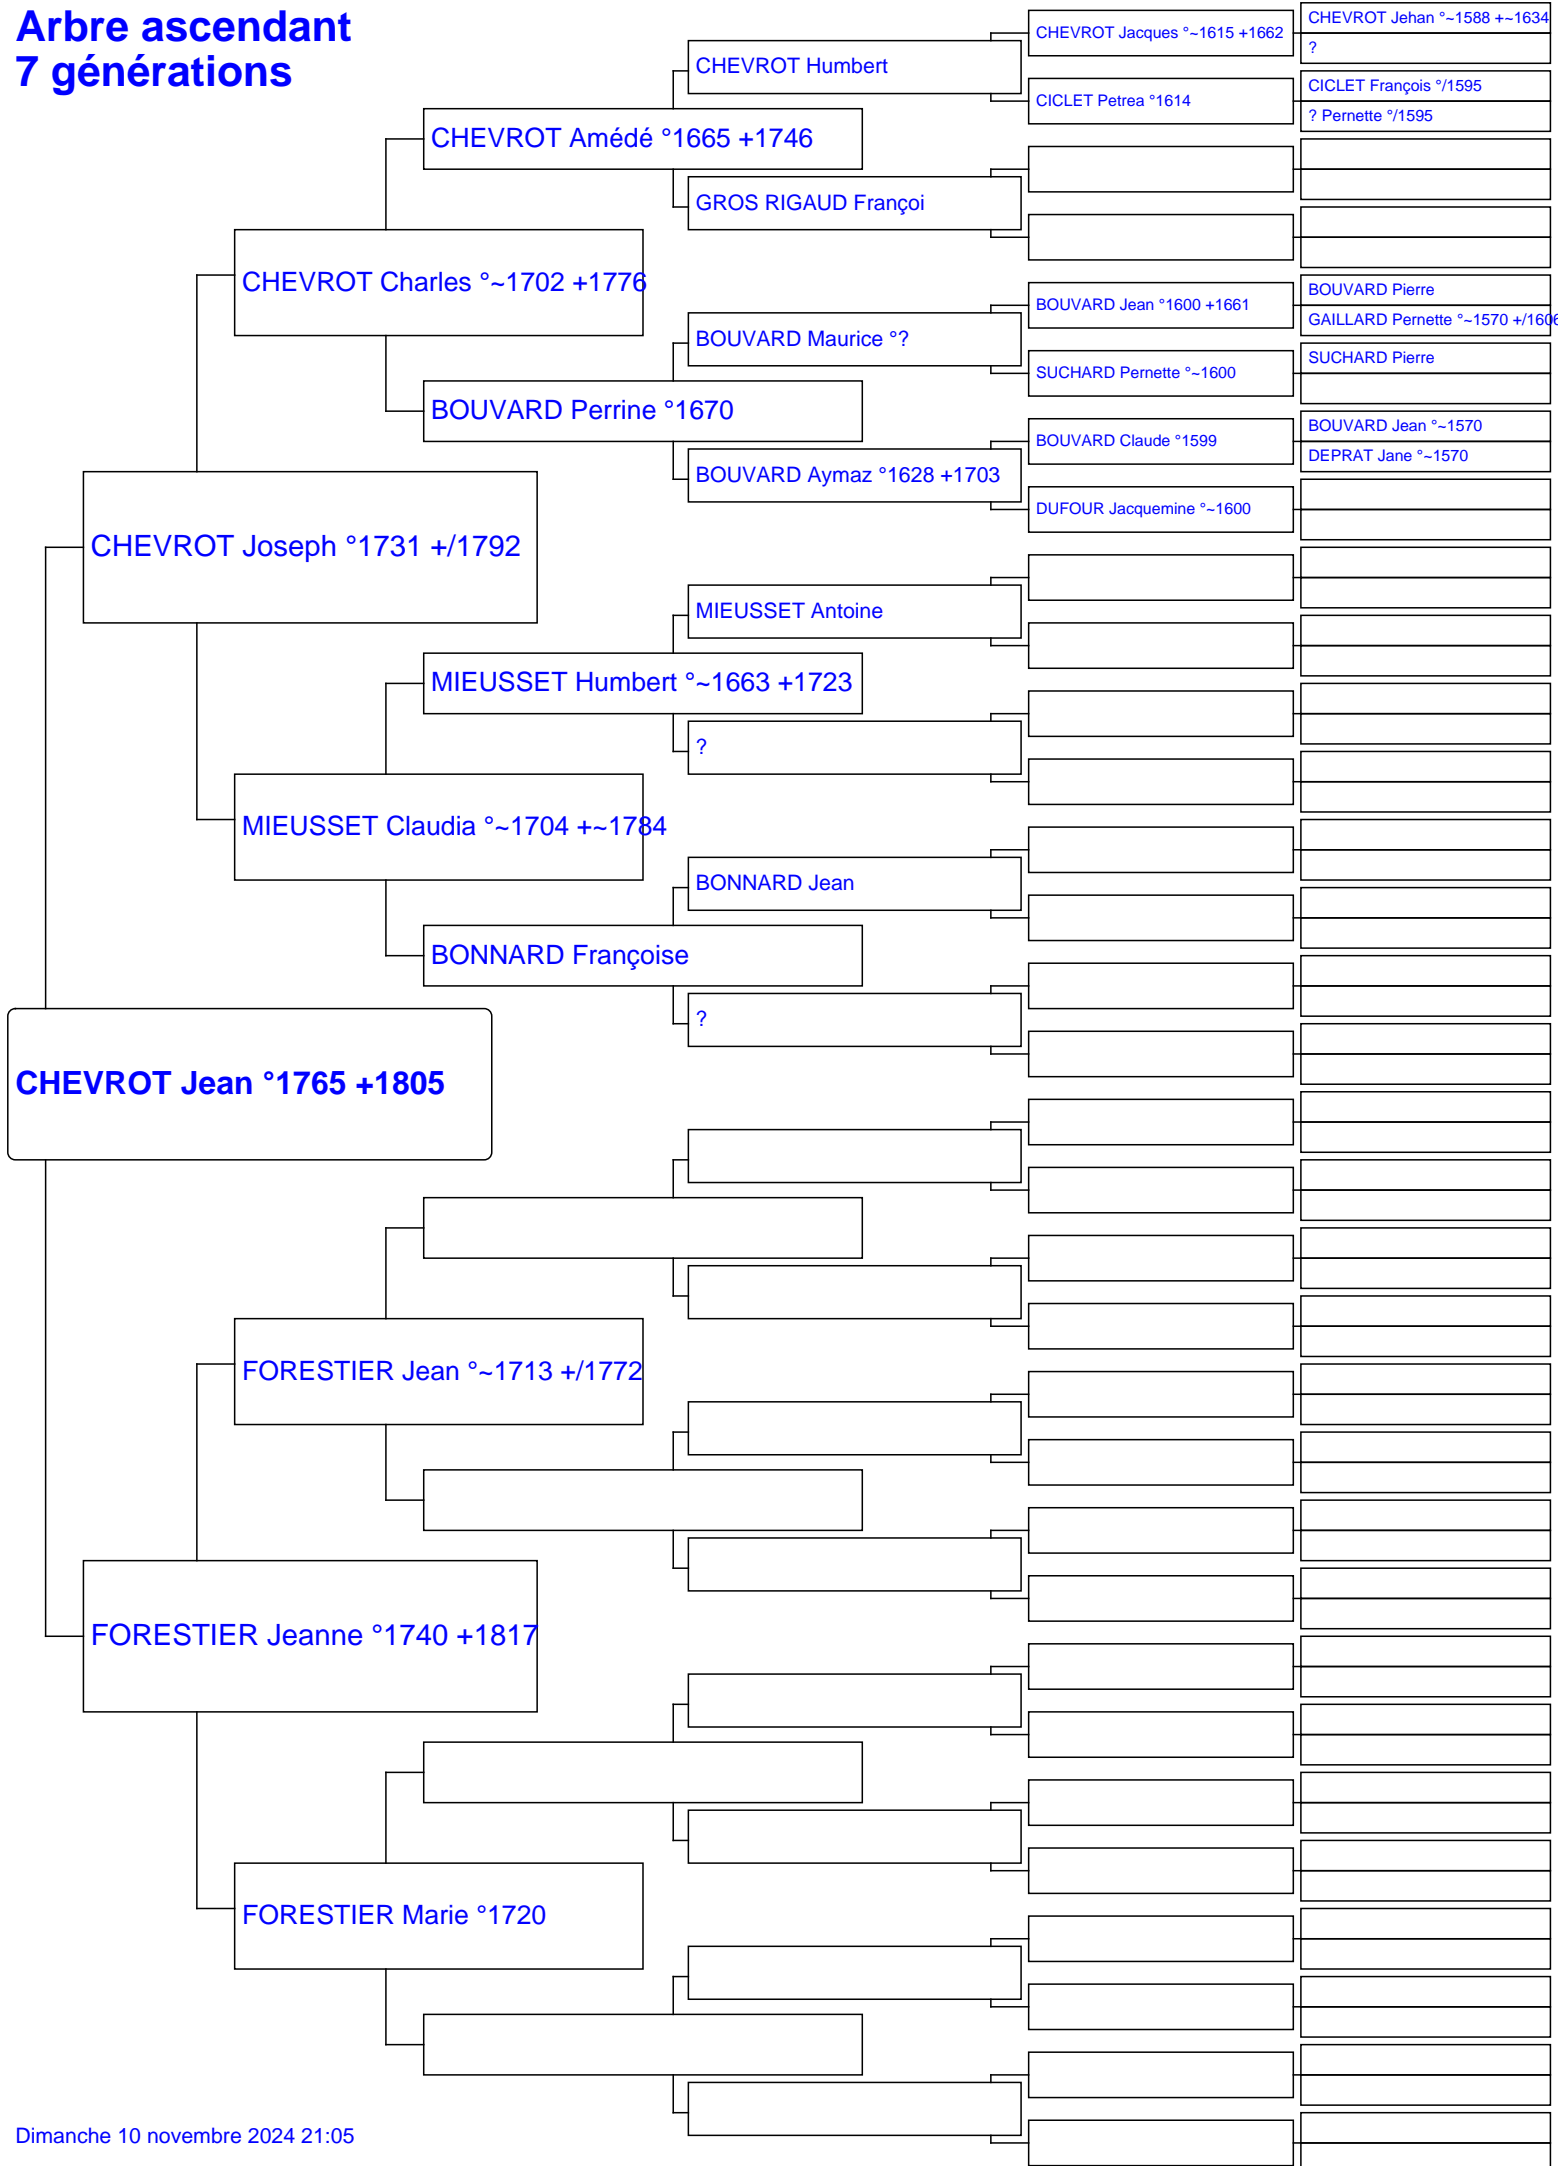 Arbre ascendant
7 générations
CHEVROT Jean °1765 +1805
CHEVROT Joseph °1731 +/1792
FORESTIER Jeanne °1740 +1817
CHEVROT Charles °~1702 +1776
MIEUSSET Claudia °~1704 +~1784
FORESTIER Jean °~1713 +/1772
FORESTIER Marie °1720
CHEVROT Amédé °1665 +1746
BOUVARD Perrine °1670
MIEUSSET Humbert °~1663 +1723
BONNARD Françoise
CHEVROT Humbert
GROS RIGAUD Françoi
BOUVARD Maurice °?
BOUVARD Aymaz °1628 +1703
MIEUSSET Antoine
?
BONNARD Jean
?
CHEVROT Jacques °~1615 +1662
CICLET Petrea °1614
BOUVARD Jean °1600 +1661
SUCHARD Pernette °~1600
BOUVARD Claude °1599
DUFOUR Jacquemine °~1600
CHEVROT Jehan °~1588 +~1634
?
CICLET François °/1595
? Pernette °/1595
BOUVARD Pierre
GAILLARD Pernette °~1570 +/1606
SUCHARD Pierre
BOUVARD Jean °~1570
DEPRAT Jane °~1570
Dimanche 10 novembre 2024 21:05